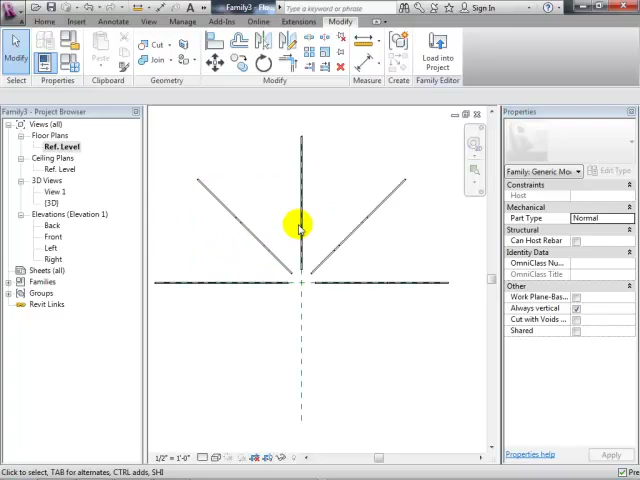 Family3 - Flo
Type a keyword or phrase
Sign In
Home
Insert
Annotate
View
Manage
Add-Ins
Online
Extensions
Modify
Modify
Paste
Cut
Join
Load into
Project
Select
Properties
Clipboard
Geometry
Modify
Measure
Create
Family Editor
Family3 - Project Browser
Views (all)
Floor Plans
Ref. Level
Ceiling Plans
Ref. Level
3D Views
View 1
{3D}
Elevations (Elevation 1)
Back
Front
Left
Right
Sheets (all)
Families
Groups
Revit Links
Properties
Family: Generic Mo
Edit Type
Constraints
Host
Mechanical
Part Type
Normal
Structural
Can Host Rebar
Identity Data
OmniClass Nu...
OmniClass Title
Other
Work Plane-Bas...
Always vertical
Cut with Voids
Shared
Properties help
Apply
1/2" = 1'-0"
Click to select, TAB for alternates, CTRL adds, SHI
Pre